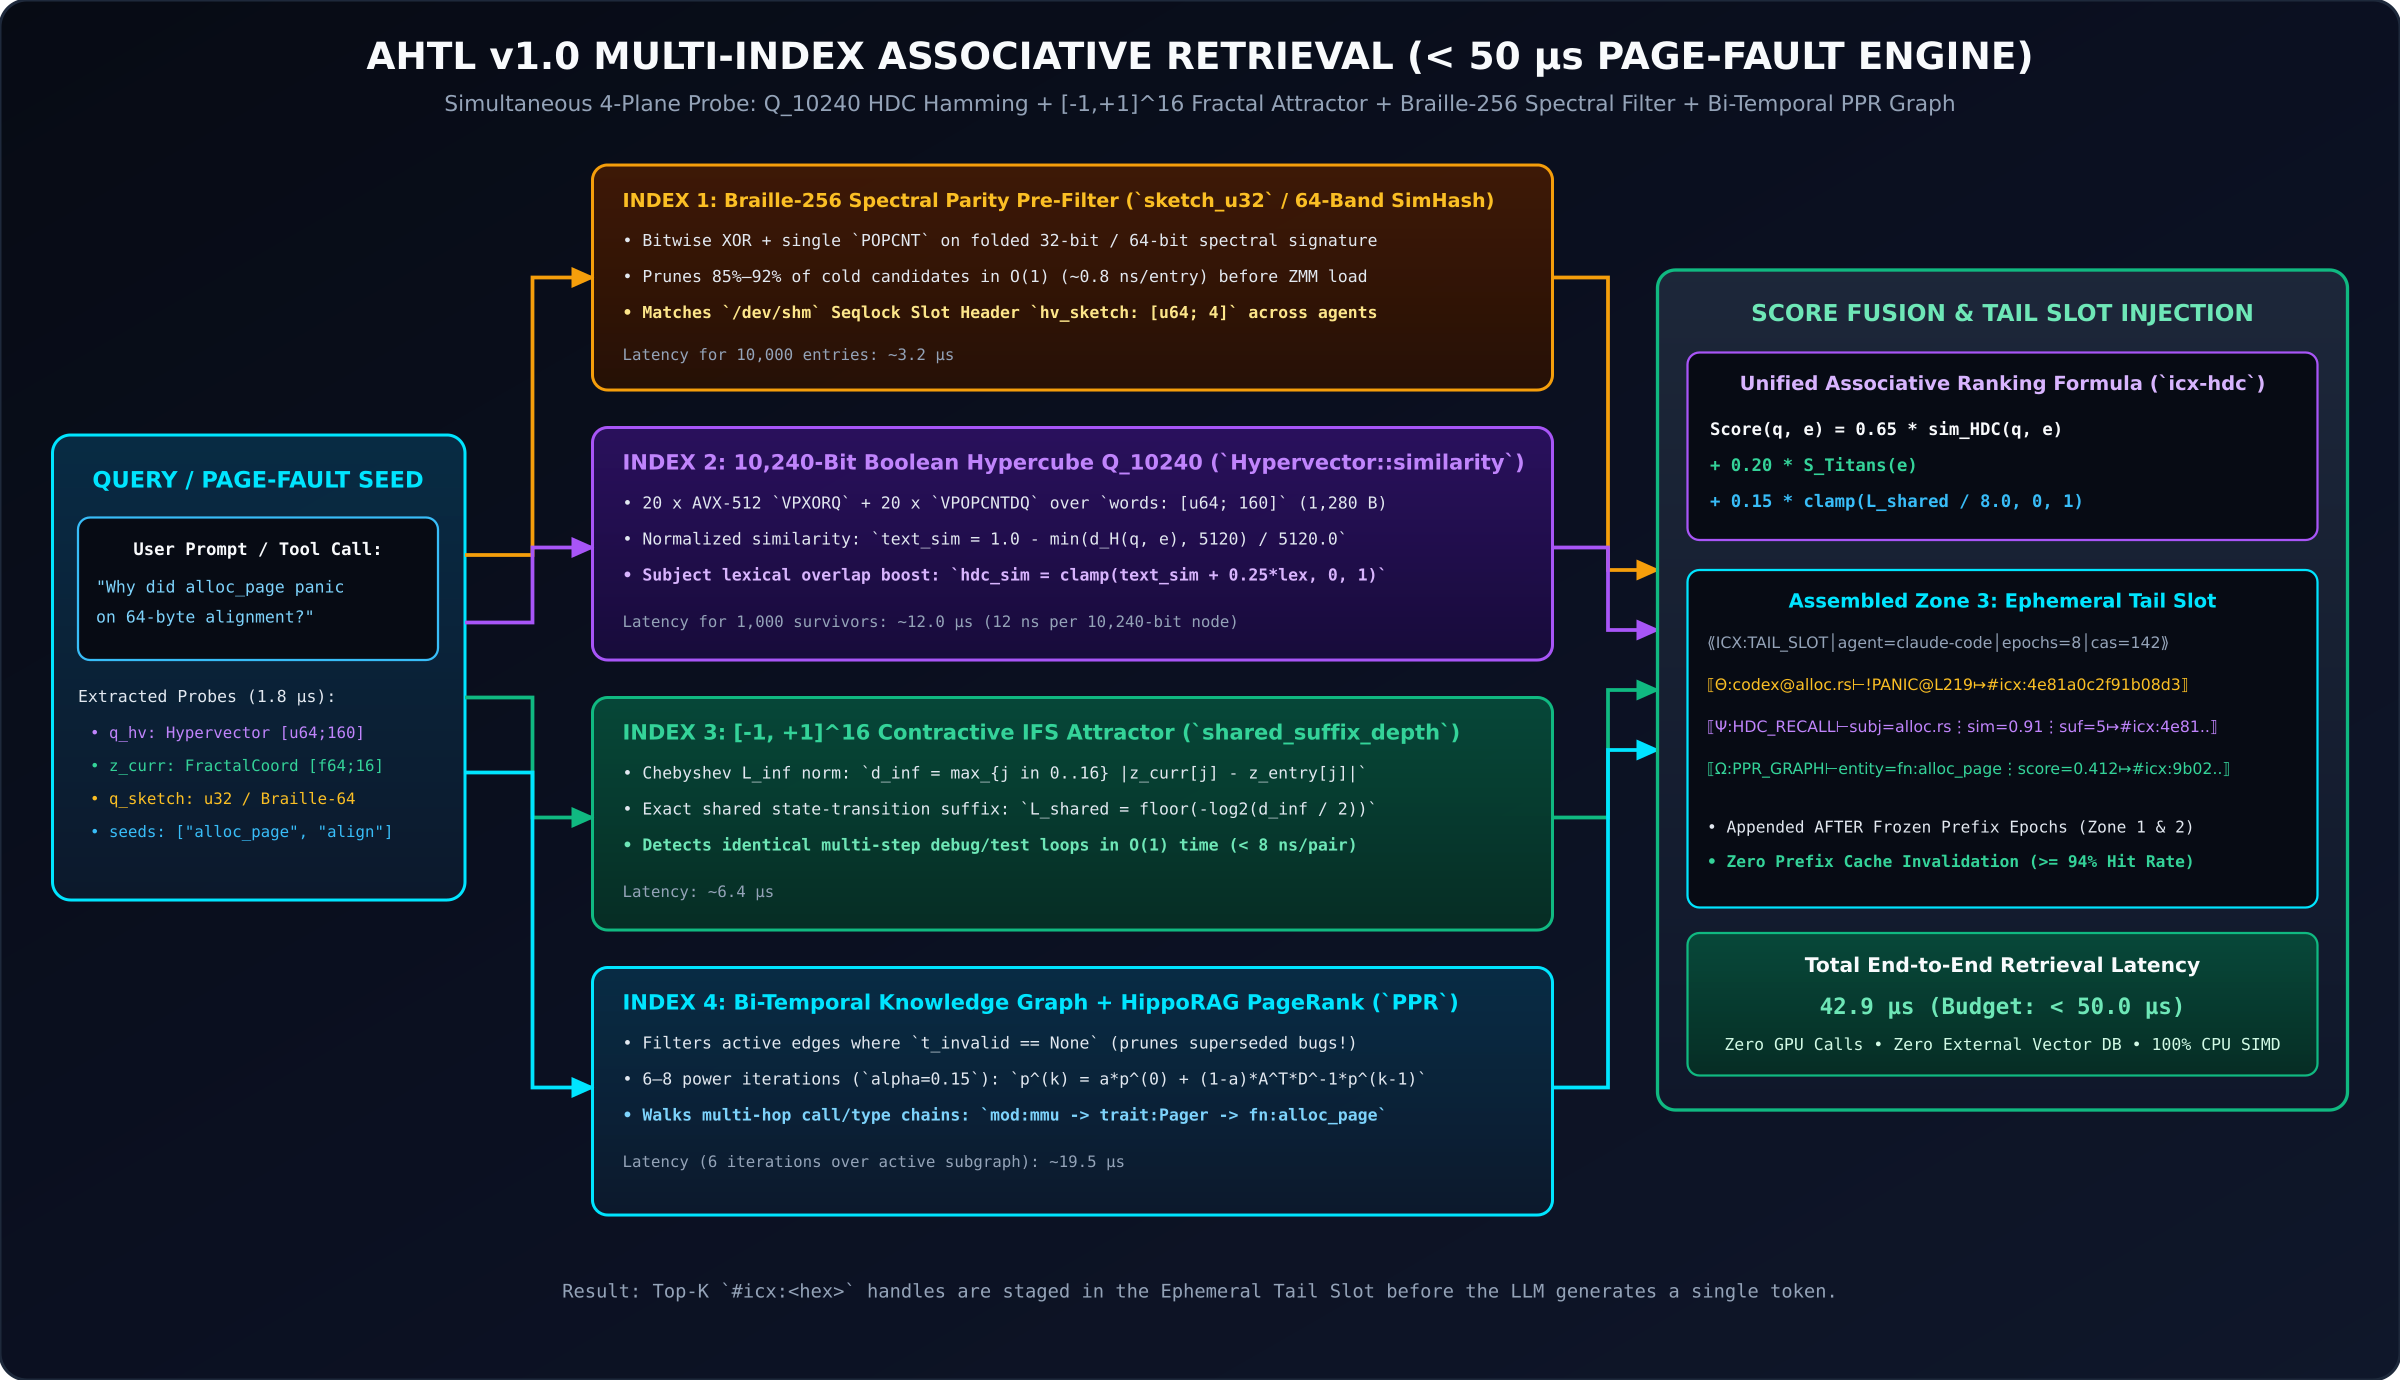 AHTL v1.0 MULTI-INDEX ASSOCIATIVE RETRIEVAL (< 50 µs PAGE-FAULT ENGINE)
Simultaneous 4-Plane Probe: Q_10240 HDC Hamming + [-1,+1]^16 Fractal Attractor + Braille-256 Spectral Filter + Bi-Temporal PPR Graph
QUERY / PAGE-FAULT SEED
User Prompt / Tool Call:
"Why did alloc_page panic
on 64-byte alignment?"
Extracted Probes (1.8 µs):
• q_hv: Hypervector [u64;160]
• z_curr: FractalCoord [f64;16]
• q_sketch: u32 / Braille-64
• seeds: ["alloc_page", "align"]
INDEX 1: Braille-256 Spectral Parity Pre-Filter (`sketch_u32` / 64-Band SimHash)
• Bitwise XOR + single `POPCNT` on folded 32-bit / 64-bit spectral signature
• Prunes 85%–92% of cold candidates in O(1) (~0.8 ns/entry) before ZMM load
• Matches `/dev/shm` Seqlock Slot Header `hv_sketch: [u64; 4]` across agents
Latency for 10,000 entries: ~3.2 µs
INDEX 2: 10,240-Bit Boolean Hypercube Q_10240 (`Hypervector::similarity`)
• 20 x AVX-512 `VPXORQ` + 20 x `VPOPCNTDQ` over `words: [u64; 160]` (1,280 B)
• Normalized similarity: `text_sim = 1.0 - min(d_H(q, e), 5120) / 5120.0`
• Subject lexical overlap boost: `hdc_sim = clamp(text_sim + 0.25*lex, 0, 1)`
Latency for 1,000 survivors: ~12.0 µs (12 ns per 10,240-bit node)
INDEX 3: [-1, +1]^16 Contractive IFS Attractor (`shared_suffix_depth`)
• Chebyshev L_inf norm: `d_inf = max_{j in 0..16} |z_curr[j] - z_entry[j]|`
• Exact shared state-transition suffix: `L_shared = floor(-log2(d_inf / 2))`
• Detects identical multi-step debug/test loops in O(1) time (< 8 ns/pair)
Latency: ~6.4 µs
INDEX 4: Bi-Temporal Knowledge Graph + HippoRAG PageRank (`PPR`)
• Filters active edges where `t_invalid == None` (prunes superseded bugs!)
• 6–8 power iterations (`alpha=0.15`): `p^(k) = a*p^(0) + (1-a)*A^T*D^-1*p^(k-1)`
• Walks multi-hop call/type chains: `mod:mmu -> trait:Pager -> fn:alloc_page`
Latency (6 iterations over active subgraph): ~19.5 µs
SCORE FUSION & TAIL SLOT INJECTION
Unified Associative Ranking Formula (`icx-hdc`)
Score(q, e) = 0.65 * sim_HDC(q, e)
+ 0.20 * S_Titans(e)
+ 0.15 * clamp(L_shared / 8.0, 0, 1)
Assembled Zone 3: Ephemeral Tail Slot
⟪ICX:TAIL_SLOT│agent=claude-code│epochs=8│cas=142⟫
⟦Θ:codex@alloc.rs⊢!PANIC@L219↦#icx:4e81a0c2f91b08d3⟧
⟦Ψ:HDC_RECALL⊢subj=alloc.rs⋮sim=0.91⋮suf=5↦#icx:4e81..⟧
⟦Ω:PPR_GRAPH⊢entity=fn:alloc_page⋮score=0.412↦#icx:9b02..⟧
• Appended AFTER Frozen Prefix Epochs (Zone 1 & 2)
• Zero Prefix Cache Invalidation (>= 94% Hit Rate)
Total End-to-End Retrieval Latency
42.9 µs (Budget: < 50.0 µs)
Zero GPU Calls • Zero External Vector DB • 100% CPU SIMD
Result: Top-K `#icx:<hex>` handles are staged in the Ephemeral Tail Slot before the LLM generates a single token.